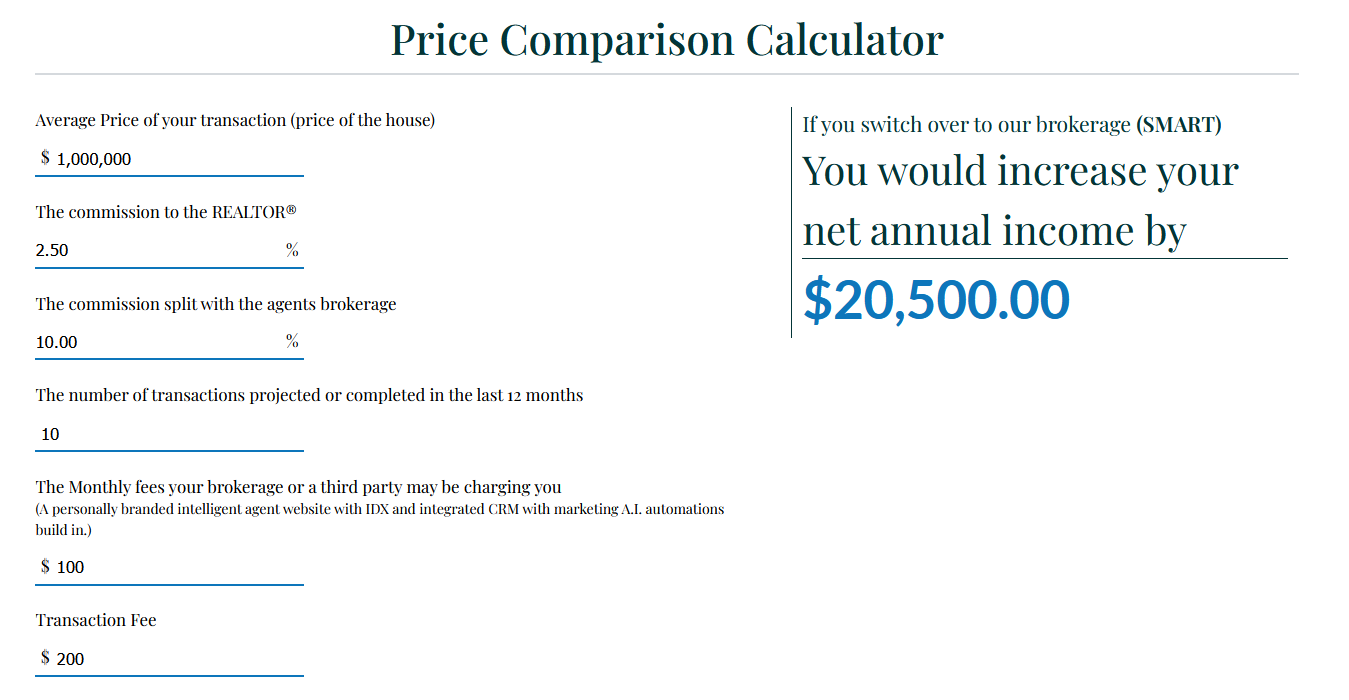 Price Comparison Calculator
Average Price of your transaction (price of the house)
$ 1,000,000
The commission to the REALTOR®
2.50 %
The commission split with the agents brokerage
10.00 %
The number of transactions projected or completed in the last 12 months
10
The Monthly fees your brokerage or a third party may be charging you
(A personally branded intelligent agent website with IDX and integrated CRM with marketing A.I. automations
build in.)
$ 100
Transaction Fee
$ 200
If you switch over to our brokerage (SMART)
You would increase your
net annual income by
$20,500.00